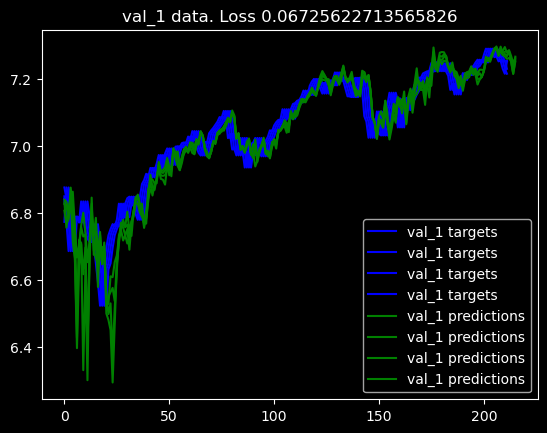 val_1 data. Loss 0.06725622713565826
7.2
7.0
6.8
6.6
6.4
0
50
100
150
200
val_1 targets
val_1 targets
val_1 targets
val_1 targets
val_1 predictions
val_1 predictions
val_1 predictions
val_1 predictions